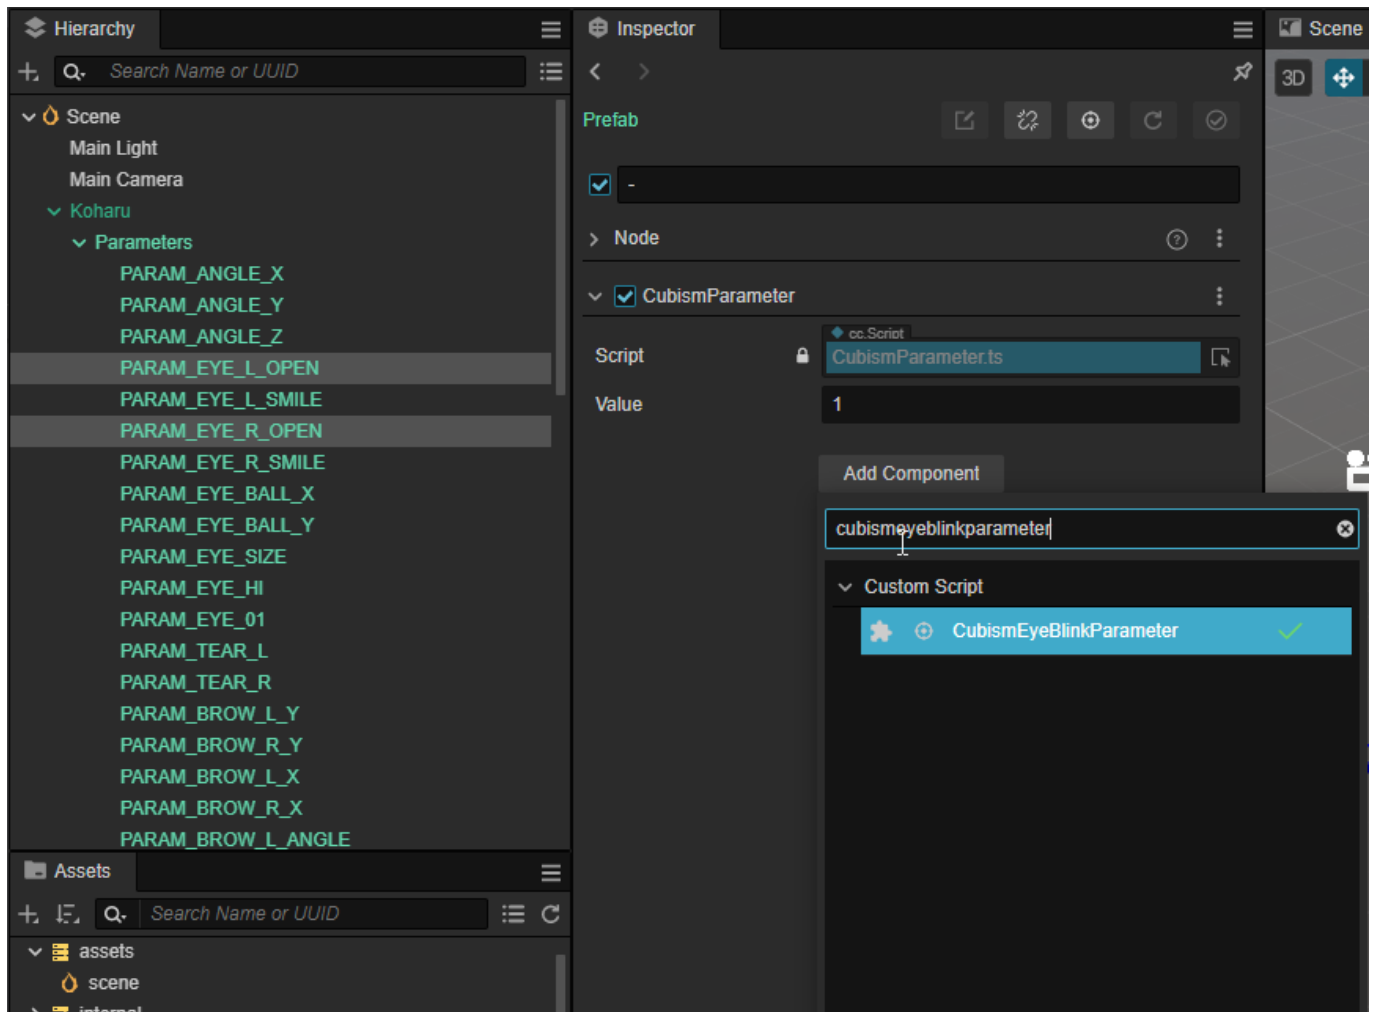 Hierarchy
Search Name or UUID
Scene
Main Light
Main Camera
Koharu
Parameters
PARAM_ANGLE_X
PARAM_ANGLE_Y
PARAM_ANGLE_Z
PARAM_EYE_L_OPEN
PARAM_EYE_L_SMILE
PARAM_EYE_R_OPEN
PARAM_EYE_R_SMILE
PARAM_EYE_BALL_X
PARAM_EYE_BALL_Y
PARAM_EYE_SIZE
PARAM_EYE_HI
PARAM_EYE_01
PARAM_TEAR_L
PARAM_TEAR_R
PARAM_BROW_L_Y
PARAM_BROW_R_Y
PARAM_BROW_L_X
PARAM_BROW_R_X
PARAM_BROW_L_ANGLE
Assets
Search Name or UUID
assets
scene
internal
Inspector
Prefab
-
Node
CubismParameter
cc.Script
Script
CubismParameter.ts
Value
1
Add Component
cubismeyeblinkparameter
Custom Script
CubismEyeBlinkParameter
Scene
3D